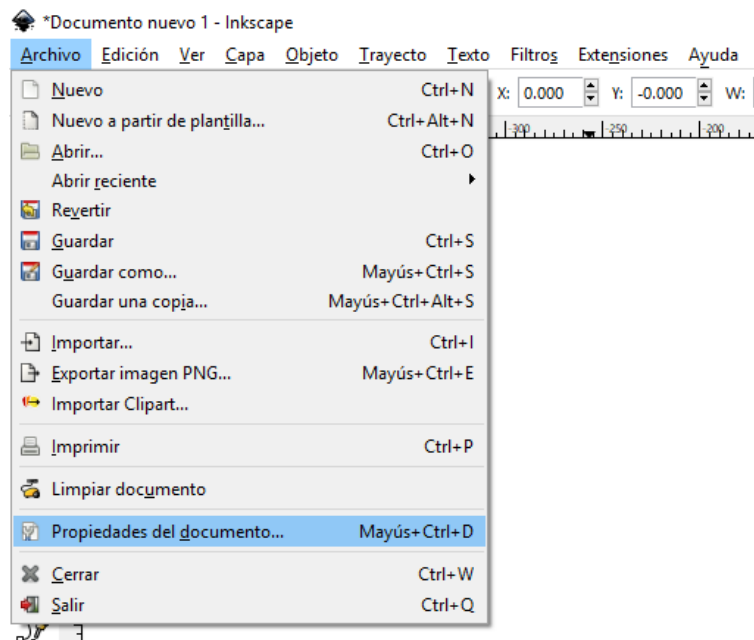 *Documento nuevo 1 - Inkscape
Archivo Edición Ver Capa Objeto Trayecto Texto Filtros Extensiones Ayuda
Nuevo Ctrl+N X: 0.000 Y: -0.000 W:
Nuevo a partir de plantilla... Ctrl+Alt+N -300 -250 -200
Abrir... Ctrl+O
Abrir reciente
Revertir
Guardar Ctrl+S
Guardar como... Mayús+Ctrl+S
Guardar una copia... Mayús+Ctrl+Alt+S
Importar... Ctrl+I
Exportar imagen PNG... Mayús+Ctrl+E
Importar Clipart...
Imprimir Ctrl+P
Limpiar documento
Propiedades del documento... Mayús+Ctrl+D
Cerrar Ctrl+W
Salir Ctrl+Q